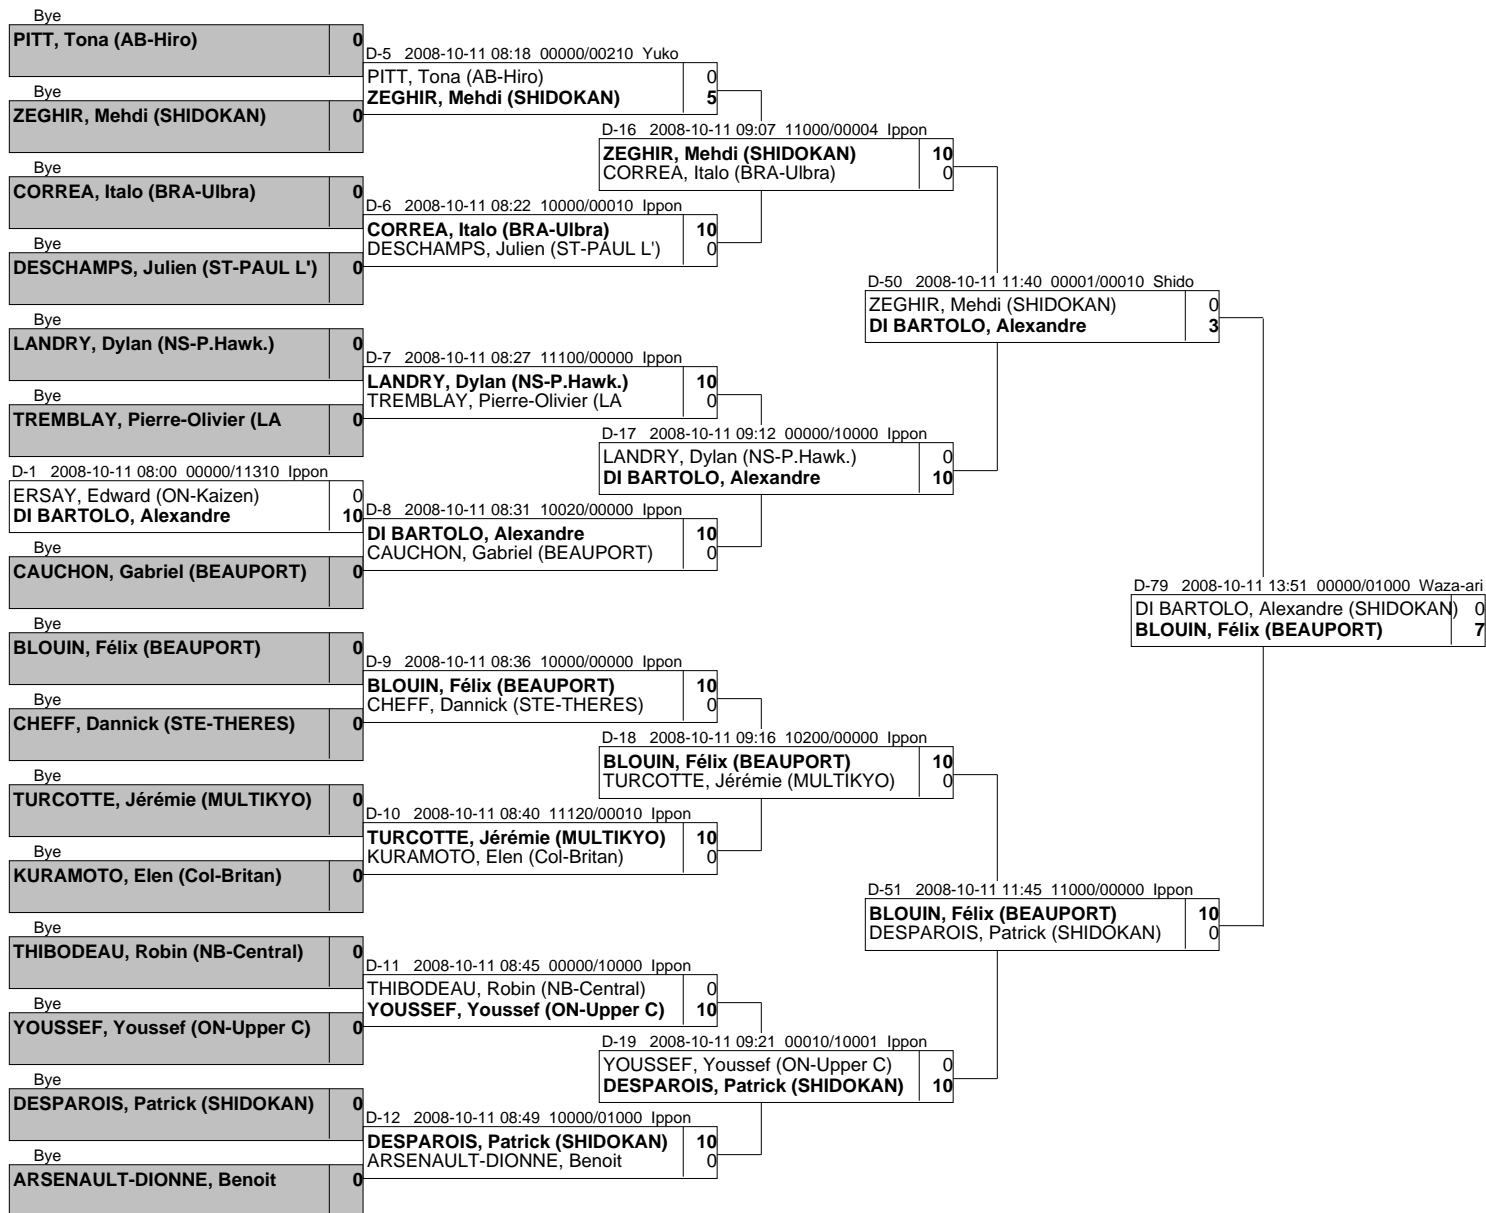 Bye
PITT, Tona (AB-Hiro) 0
Bye
ZEGHIR, Mehdi (SHIDOKAN) 0
Bye
CORREA, Italo (BRA-Ulbra) 0
Bye
DESCHAMPS, Julien (ST-PAUL L') 0
Bye
LANDRY, Dylan (NS-P.Hawk.) 0
Bye
TREMBLAY, Pierre-Olivier (LA 0
D-1 2008-10-11 08:00 00000/11310 Ippon
ERSAY, Edward (ON-Kaizen) 0
DI BARTOLO, Alexandre 10
Bye
CAUCHON, Gabriel (BEAUPORT) 0
Bye
BLOUIN, Félix (BEAUPORT) 0
Bye
CHEFF, Dannick (STE-THERES) 0
Bye
TURCOTTE, Jérémie (MULTIKYO) 0
Bye
KURAMOTO, Elen (Col-Britan) 0
Bye
THIBODEAU, Robin (NB-Central) 0
Bye
YOUSSEF, Youssef (ON-Upper C) 0
Bye
DESPAROIS, Patrick (SHIDOKAN) 0
Bye
ARSENAULT-DIONNE, Benoit 0
D-5 2008-10-11 08:18 00000/00210 Yuko
PITT, Tona (AB-Hiro) 0
ZEGHIR, Mehdi (SHIDOKAN) 5
D-6 2008-10-11 08:22 10000/00010 Ippon
CORREA, Italo (BRA-Ulbra) 10
DESCHAMPS, Julien (ST-PAUL L') 0
D-7 2008-10-11 08:27 11100/00000 Ippon
LANDRY, Dylan (NS-P.Hawk.) 10
TREMBLAY, Pierre-Olivier (LA 0
D-8 2008-10-11 08:31 10020/00000 Ippon
DI BARTOLO, Alexandre 10
CAUCHON, Gabriel (BEAUPORT) 0
D-9 2008-10-11 08:36 10000/00000 Ippon
BLOUIN, Félix (BEAUPORT) 10
CHEFF, Dannick (STE-THERES) 0
D-10 2008-10-11 08:40 11120/00010 Ippon
TURCOTTE, Jérémie (MULTIKYO) 10
KURAMOTO, Elen (Col-Britan) 0
D-11 2008-10-11 08:45 00000/10000 Ippon
THIBODEAU, Robin (NB-Central) 0
YOUSSEF, Youssef (ON-Upper C) 10
D-12 2008-10-11 08:49 10000/01000 Ippon
DESPAROIS, Patrick (SHIDOKAN) 10
ARSENAULT-DIONNE, Benoit 0
D-16 2008-10-11 09:07 11000/00004 Ippon
ZEGHIR, Mehdi (SHIDOKAN) 10
CORREA, Italo (BRA-Ulbra) 0
D-17 2008-10-11 09:12 00000/10000 Ippon
LANDRY, Dylan (NS-P.Hawk.) 0
DI BARTOLO, Alexandre 10
D-18 2008-10-11 09:16 10200/00000 Ippon
BLOUIN, Félix (BEAUPORT) 10
TURCOTTE, Jérémie (MULTIKYO) 0
D-19 2008-10-11 09:21 00010/10001 Ippon
YOUSSEF, Youssef (ON-Upper C) 0
DESPAROIS, Patrick (SHIDOKAN) 10
D-50 2008-10-11 11:40 00001/00010 Shido
ZEGHIR, Mehdi (SHIDOKAN) 0
DI BARTOLO, Alexandre 3
D-51 2008-10-11 11:45 11000/00000 Ippon
BLOUIN, Félix (BEAUPORT) 10
DESPAROIS, Patrick (SHIDOKAN) 0
D-79 2008-10-11 13:51 00000/01000 Waza-ari
DI BARTOLO, Alexandre (SHIDOKAN) 0
BLOUIN, Félix (BEAUPORT) 7